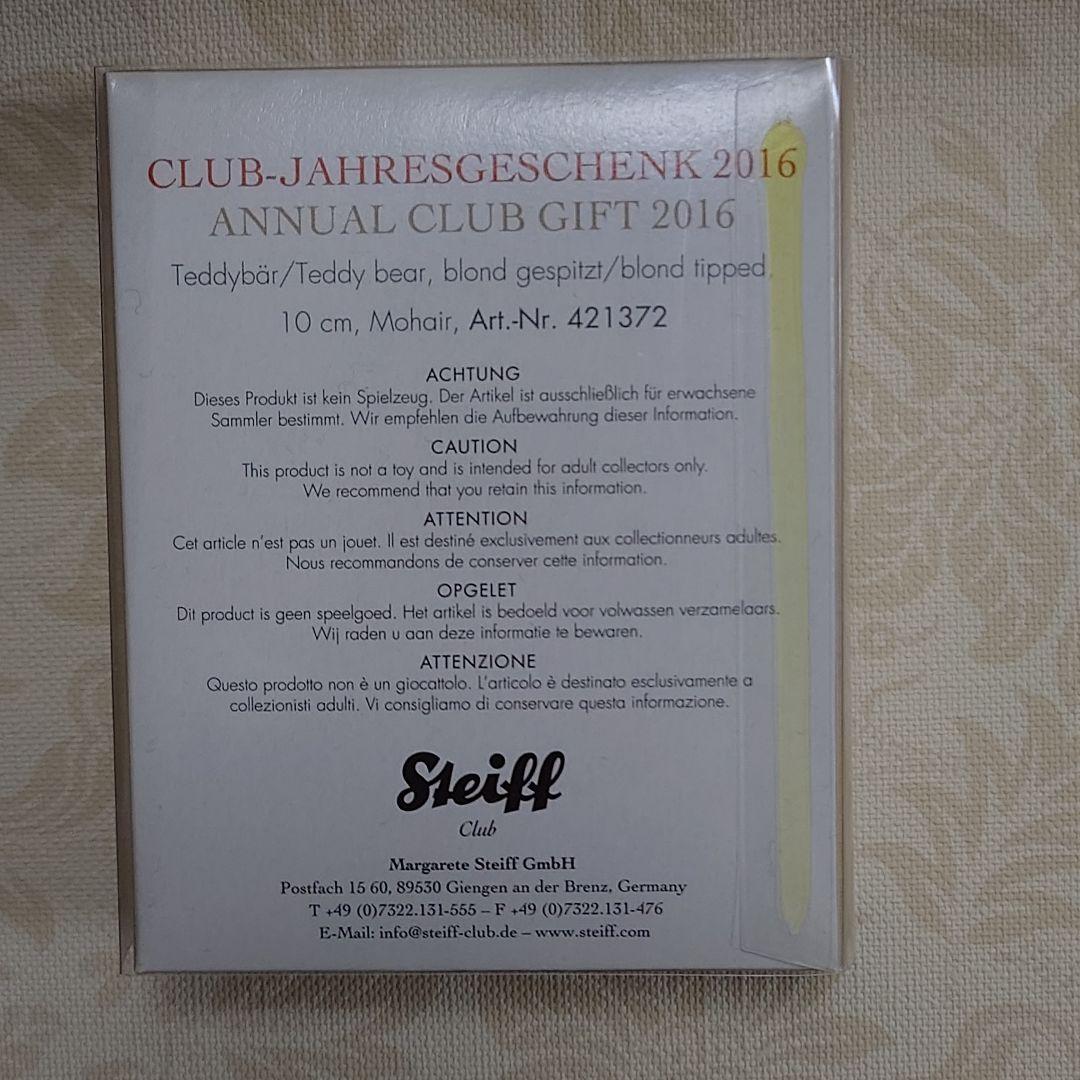 CLUB-JAHRESGESCHENK 2016
ANNUAL CLUB GIFT 2016
Teddybär/Teddy bear, blond gespitzt/blond tipped,
10 cm, Mohair, Art.-Nr. 421372
ACHTUNG
Dieses Produkt ist kein Spielzeug. Der Artikel ist ausschließlich für erwachsene
Sammler bestimmt. Wir empfehlen die Aufbewahrung dieser Information.
CAUTION
This product is not a toy and is intended for adult collectors only.
We recommend that you retain this information.
ATTENTION
Cet article n'est pas un jouet. Il est destiné exclusivement aux collectionneurs adultes.
Nous recommandons de conserver cette information.
OPGELET
Dit product is geen speelgoed. Het artikel is bedoeld voor volwassen verzamelaars.
Wij raden u aan deze informatie te bewaren.
ATTENZIONE
Questo prodotto non è un giocattolo. L'articolo è destinato esclusivamente a
collezionisti adulti. Vi consigliamo di conservare questa informazione.
Steiff
Club
Margarete Steiff GmbH
Postfach 15 60, 89530 Giengen an der Brenz, Germany
T +49 (0)7322.131-555 – F +49 (0)7322.131-476
E-Mail: info@steiff-club.de – www.steiff.com